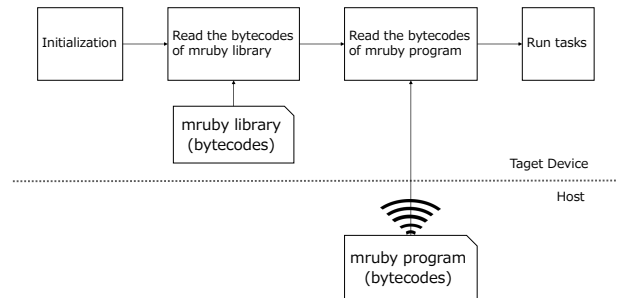 Initialization
Read the bytecodes
of mruby library
Read the bytecodes
of mruby program
Run tasks
mruby library
(bytecodes)
Taget Device
Host
mruby program
(bytecodes)